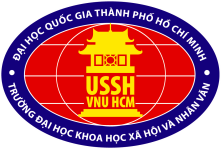 ĐẠI HỌC QUỐC GIA THÀNH PHỐ HỒ CHÍ MINH
USSH
VNU HCM
TRƯỜNG ĐẠI HỌC KHOA HỌC XÃ HỘI VÀ NHÂN VĂN